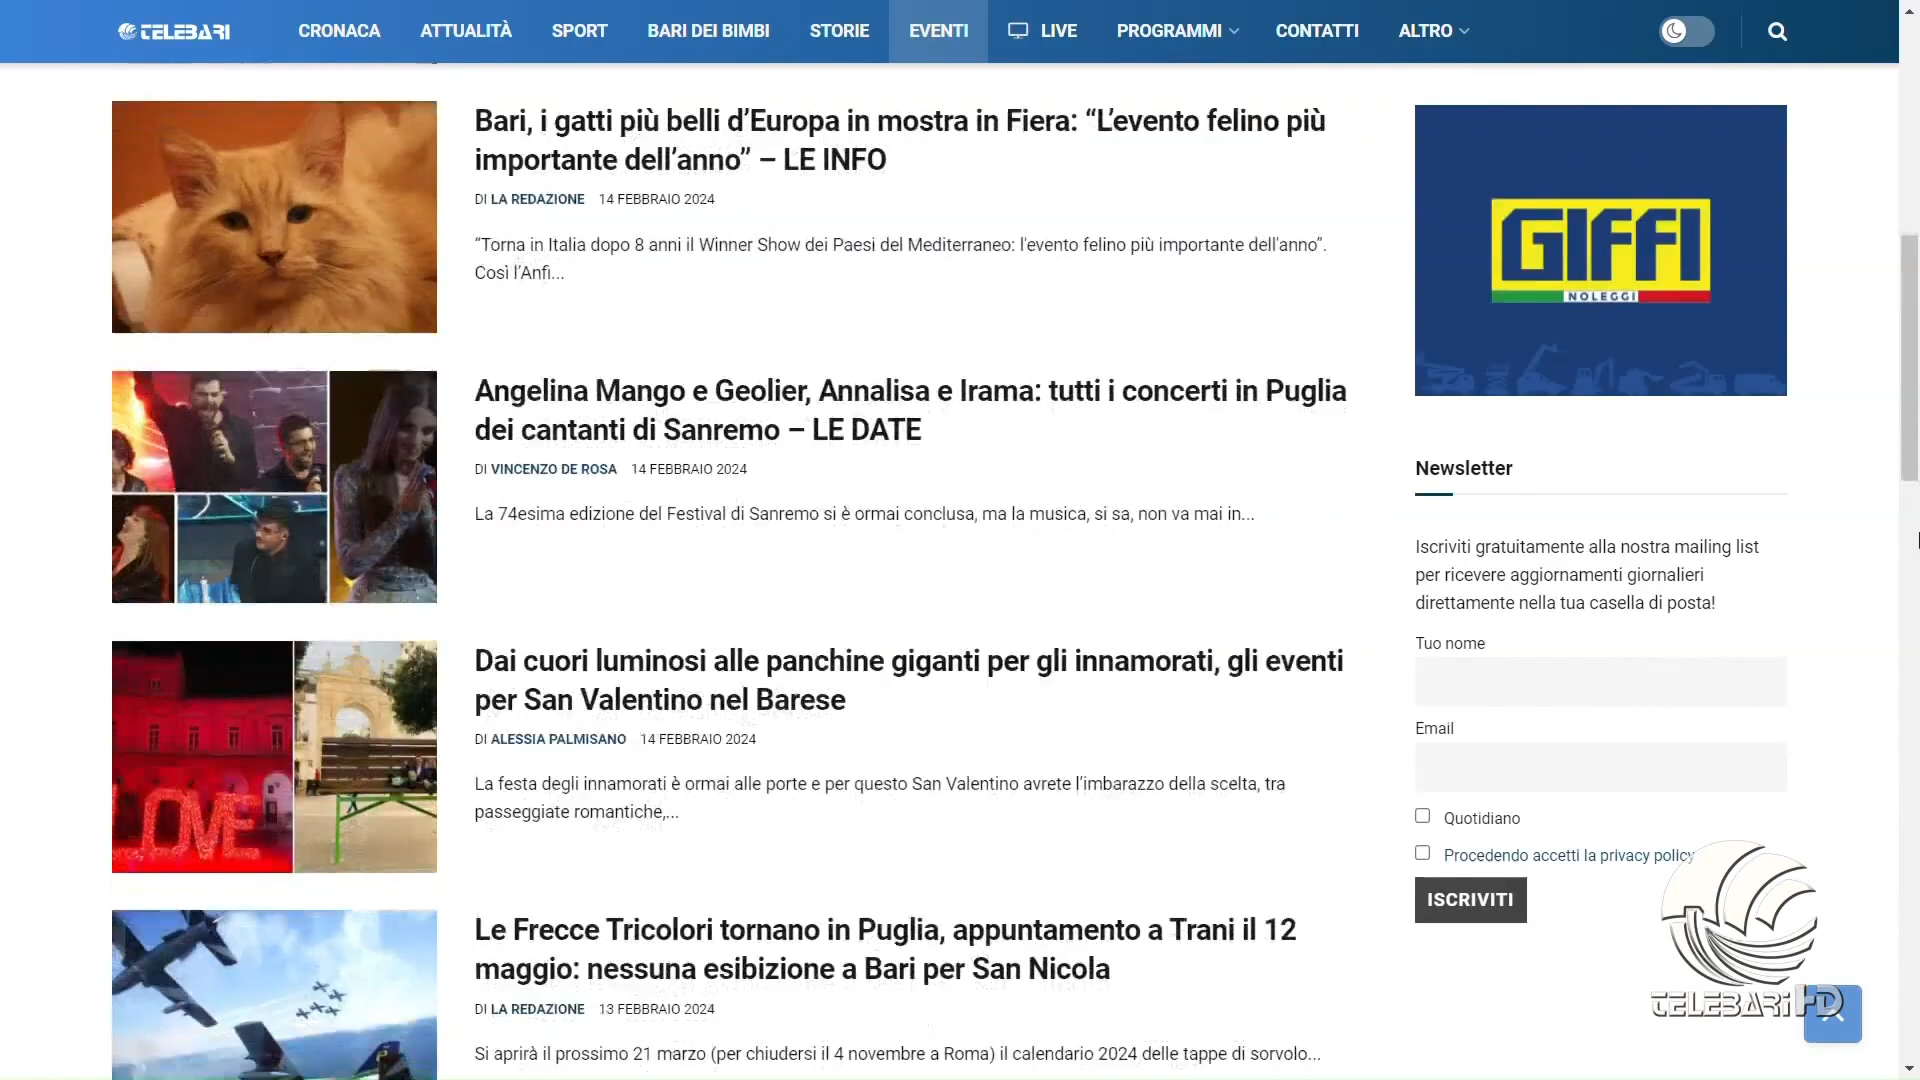 TELEBARI
CRONACA
ATTUALITÀ
SPORT
BARI DEI BIMBI
STORIE
EVENTI
LIVE
PROGRAMMI
CONTATTI
ALTRO
Bari, i gatti più belli d’Europa in mostra in Fiera: “L’evento felino più
importante dell’anno” – LE INFO
DI LA REDAZIONE 14 FEBBRAIO 2024
“Torna in Italia dopo 8 anni il Winner Show dei Paesi del Mediterraneo: l'evento felino più importante dell'anno”.
Così l’Anfi...
Angelina Mango e Geolier, Annalisa e Irama: tutti i concerti in Puglia
dei cantanti di Sanremo – LE DATE
DI VINCENZO DE ROSA 14 FEBBRAIO 2024
La 74esima edizione del Festival di Sanremo si è ormai conclusa, ma la musica, si sa, non va mai in...
LOVE
Dai cuori luminosi alle panchine giganti per gli innamorati, gli eventi
per San Valentino nel Barese
DI ALESSIA PALMISANO 14 FEBBRAIO 2024
La festa degli innamorati è ormai alle porte e per questo San Valentino avrete l’imbarazzo della scelta, tra
passeggiate romantiche,...
Le Frecce Tricolori tornano in Puglia, appuntamento a Trani il 12
maggio: nessuna esibizione a Bari per San Nicola
DI LA REDAZIONE 13 FEBBRAIO 2024
Si aprirà il prossimo 21 marzo (per chiudersi il 4 novembre a Roma) il calendario 2024 delle tappe di sorvolo...
GIFFI
NOLEGGI
Newsletter
Iscriviti gratuitamente alla nostra mailing list
per ricevere aggiornamenti giornalieri
direttamente nella tua casella di posta!
Tuo nome
Email
Quotidiano
Procedendo accetti la privacy policy
ISCRIVITI
TELEBARI HD